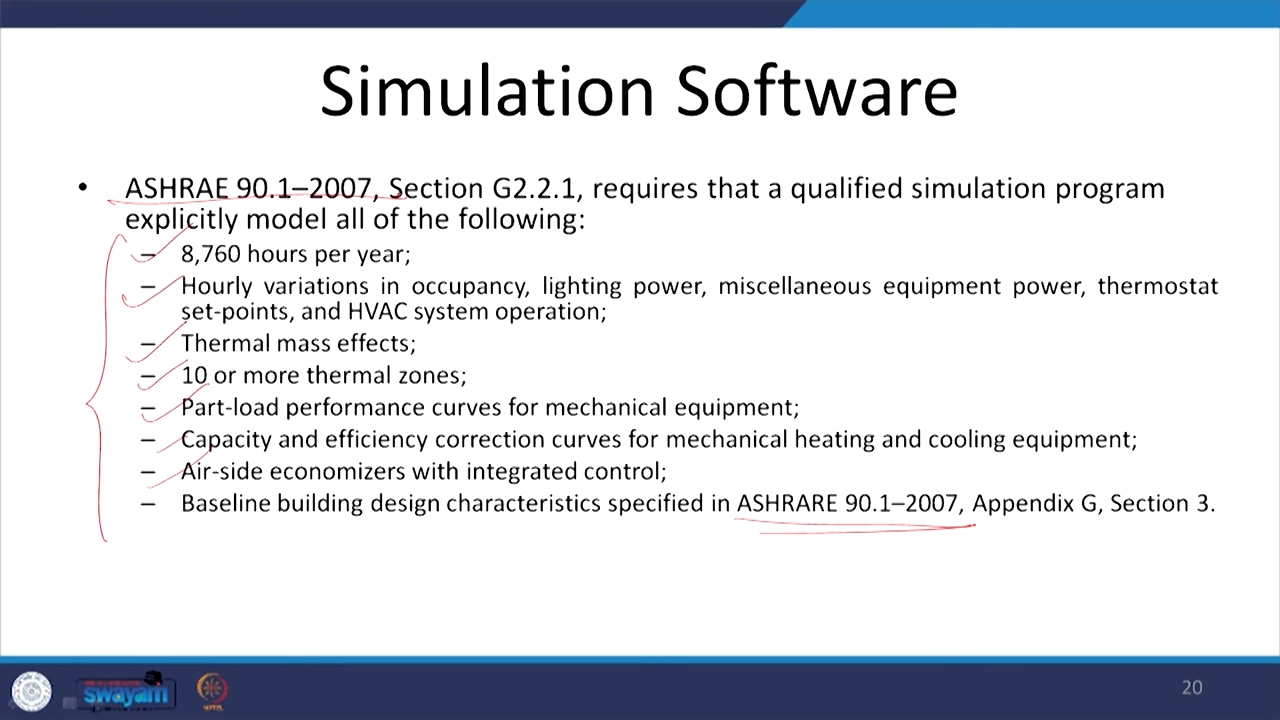 Simulation Software
• ASHRAE 90.1–2007, Section G2.2.1, requires that a qualified simulation program
explicitly model all of the following:
– 8,760 hours per year;
– Hourly variations in occupancy, lighting power, miscellaneous equipment power, thermostat
set-points, and HVAC system operation;
– Thermal mass effects;
– 10 or more thermal zones;
– Part-load performance curves for mechanical equipment;
– Capacity and efficiency correction curves for mechanical heating and cooling equipment;
– Air-side economizers with integrated control;
– Baseline building design characteristics specified in ASHRARE 90.1–2007, Appendix G, Section 3.
swayam
20